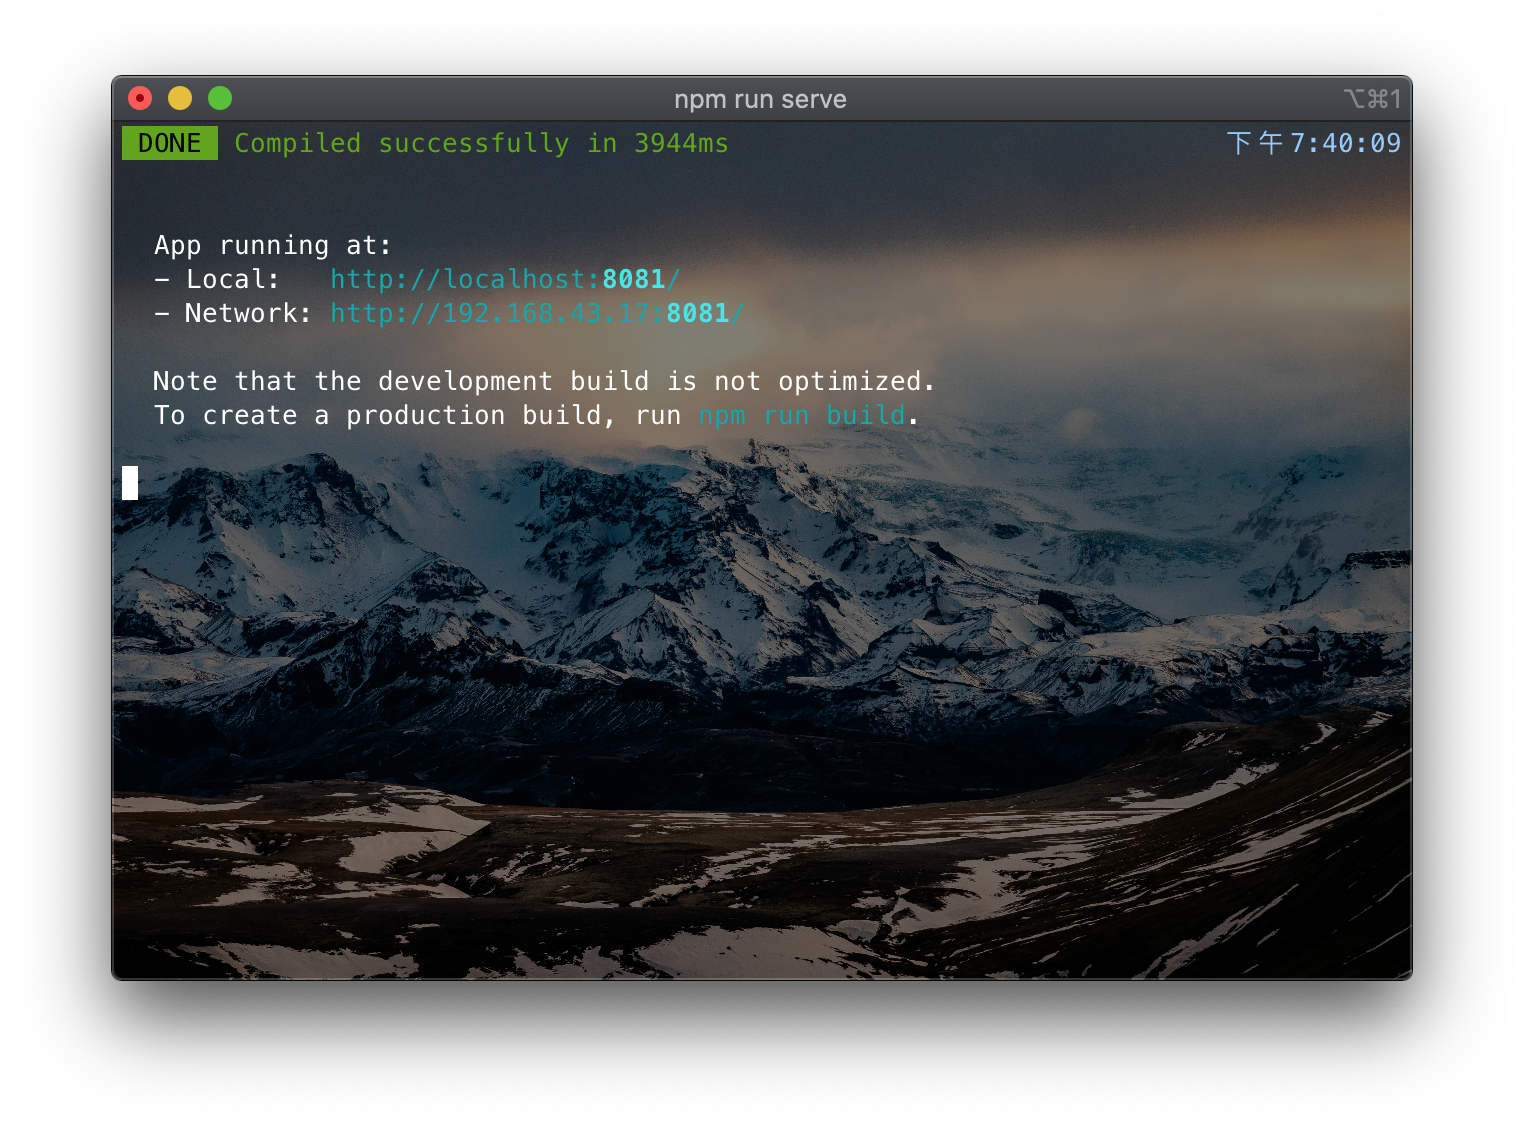 npm run serve ⌥⌘1
DONE Compiled successfully in 3944ms 下午7:40:09
App running at:
- Local: http://localhost:8081/
- Network: http://192.168.43.17:8081/
Note that the development build is not optimized.
To create a production build, run npm run build.